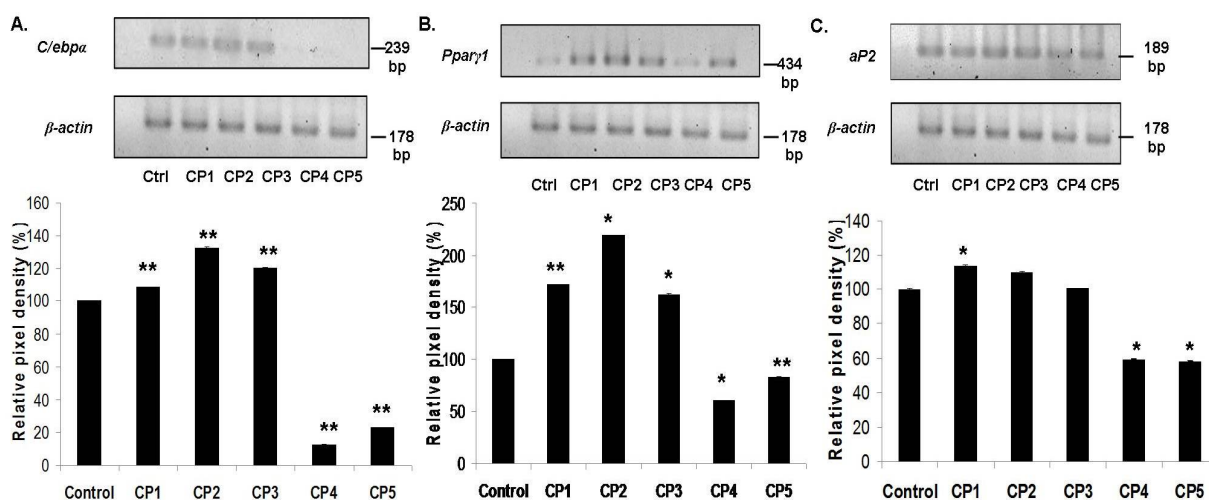 A.
C/ebpα
239
bp
β-actin
178
bp
Ctrl CP1 CP2 CP3 CP4 CP5
Relative pixel density (%)
160
140
120
100
80
60
40
20
0
**
**
**
**
**
Control CP1 CP2 CP3 CP4 CP5
B.
Pparγ1
434
bp
β-actin
178
bp
Ctrl CP1 CP2 CP3 CP4 CP5
Relative pixel density (%)
250
200
150
100
50
0
**
*
*
*
**
Control CP1 CP2 CP3 CP4 CP5
C.
aP2
189
bp
β-actin
178
bp
Ctrl CP1 CP2 CP3 CP4 CP5
Relative pixel density (%)
140
120
100
80
60
40
20
0
*
*
*
Control CP1 CP2 CP3 CP4 CP5